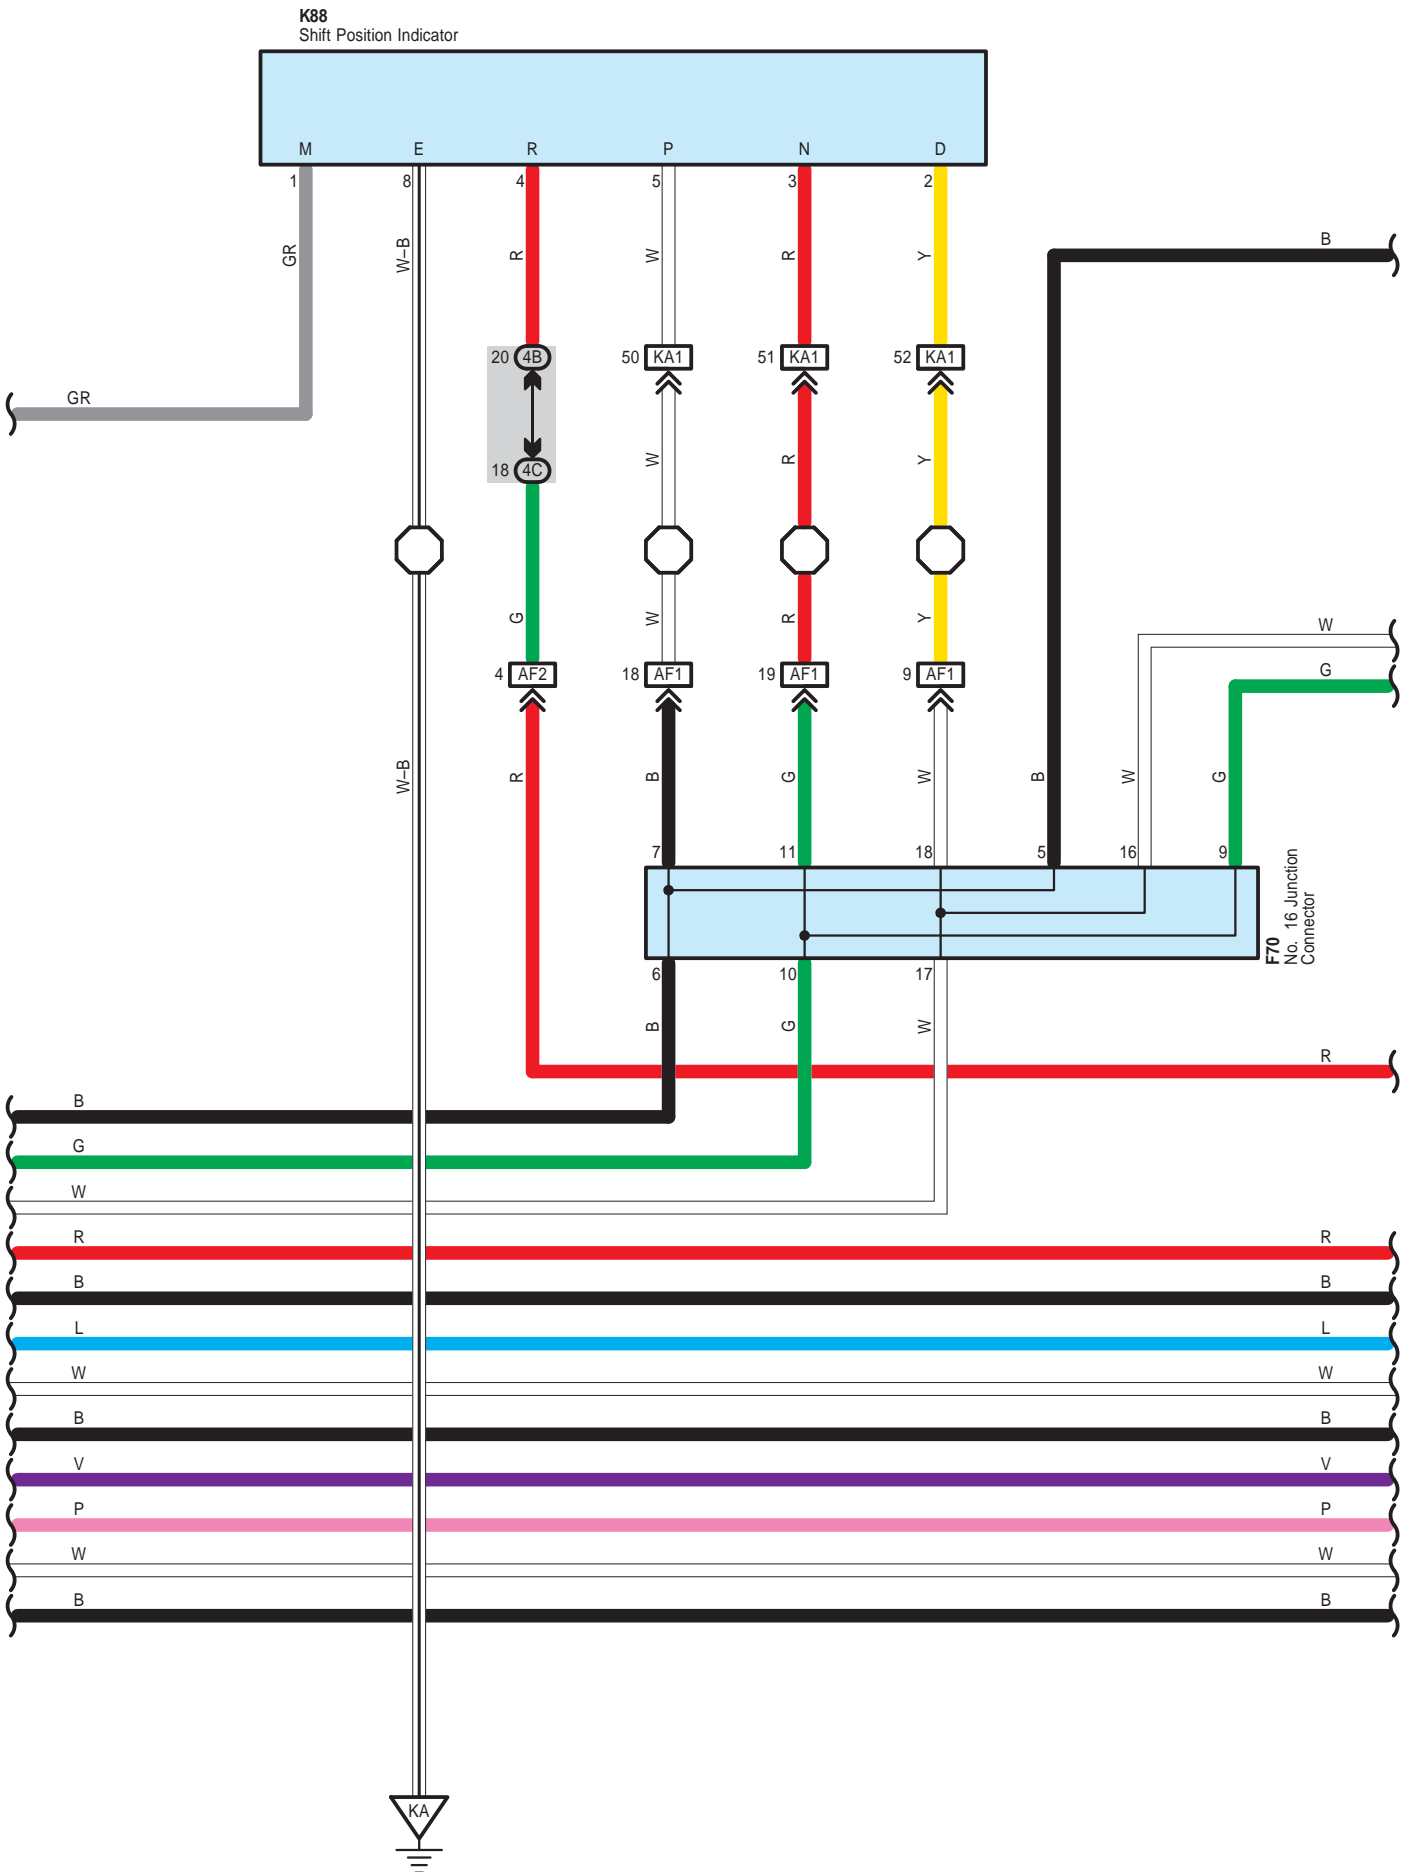 K88
Shift Position Indicator
M E R P N D
1 8 4 5 3 2
GR W–B R W R Y B
20 4B 50 KA1 51 KA1 52 KA1
GR
18 4C W R Y
G W R Y W
4 AF2 18 AF1 19 AF1 9 AF1 G
W–B R B G W B W G
7 11 18 5 16 9
F70
No. 16 Junction
Connector
6 10 17
B G W
R
B
G
W
R R
B B
L L
W W
B B
V V
P P
W W
B B
KA